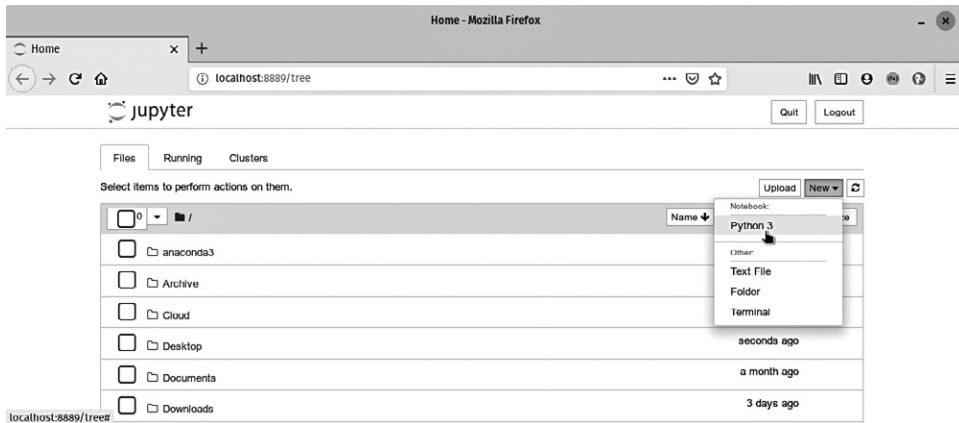 Home - Mozilla Firefox
Home × +
localhost:8889/tree
jupyter Quit Logout
Files Running Clusters
Select items to perform actions on them. Upload New
0 / Name
Notebook:
Python 3
Other:
Text File
Folder
Terminal
anaconda3
Archive
Cloud
Desktop seconds ago
Documents a month ago
Downloads 3 days ago
localhost:8889/tree#